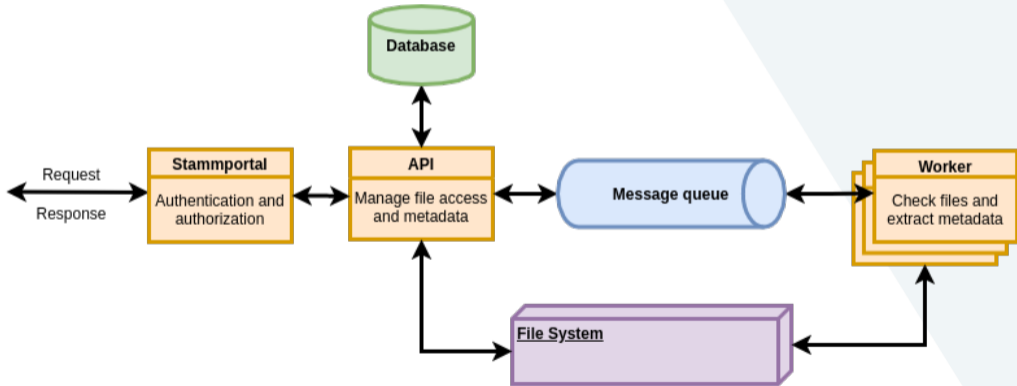 Database
Request
Response
Stammportal
Authentication and
authorization
API
Manage file access
and metadata
Message queue
Worker
Check files and
extract metadata
File System